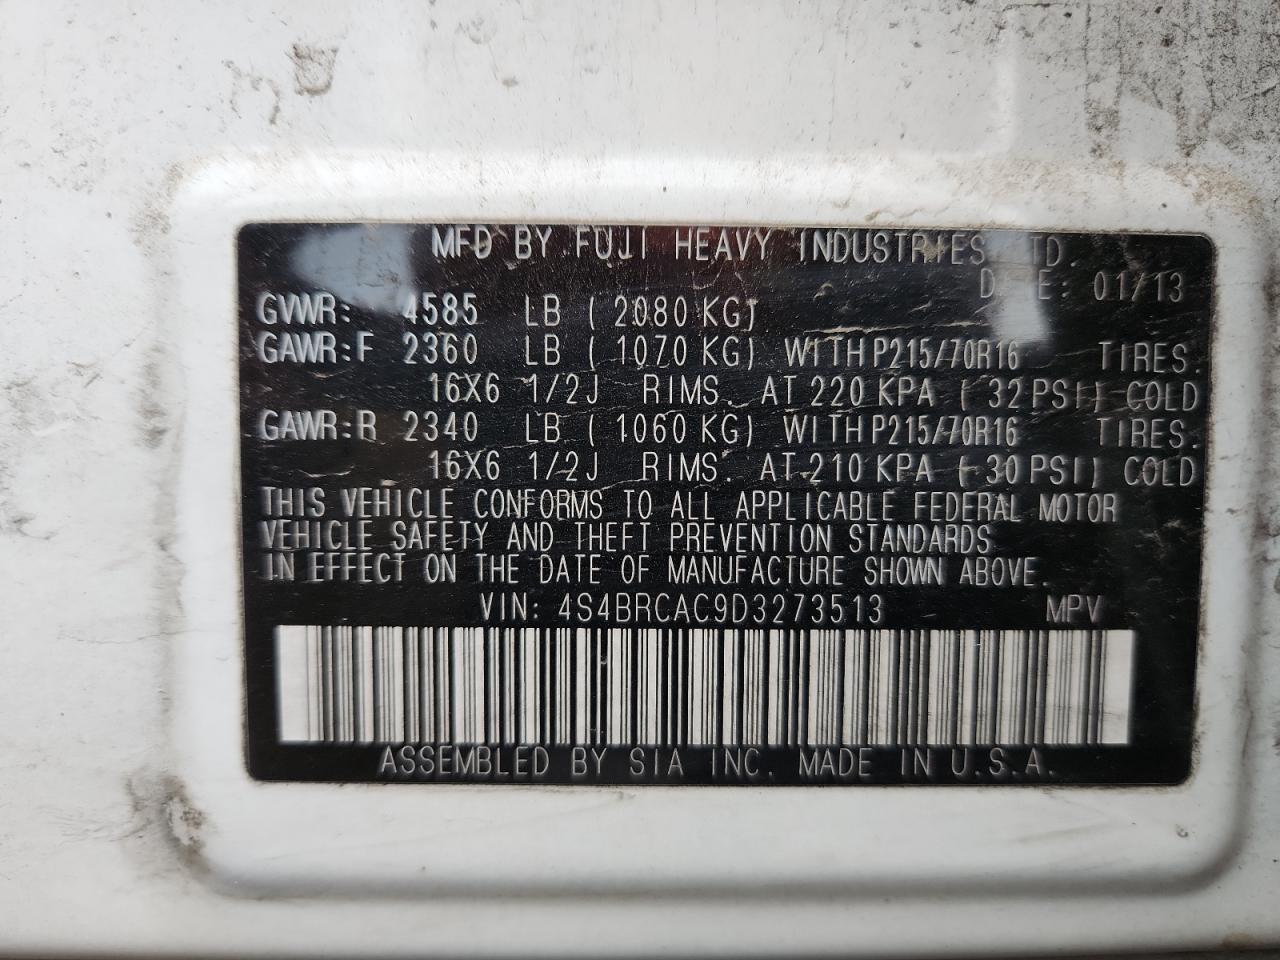 MFD BY FUJI HEAVY INDUSTRIES LTD.
DATE: 01/13
GVWR: 4585 LB ( 2080 KG)
GAWR:F 2360 LB ( 1070 KG) WITH P215/70R16 TIRES.
16X6 1/2J RIMS. AT 220 KPA ( 32 PSI) COLD
GAWR:R 2340 LB ( 1060 KG) WITH P215/70R16 TIRES.
16X6 1/2J RIMS. AT 210 KPA ( 30 PSI) COLD
THIS VEHICLE CONFORMS TO ALL APPLICABLE FEDERAL MOTOR
VEHICLE SAFETY AND THEFT PREVENTION STANDARDS
IN EFFECT ON THE DATE OF MANUFACTURE SHOWN ABOVE.
VIN: 4S4BRCAC9D3273513 MPV
ASSEMBLED BY SIA INC. MADE IN U.S.A.